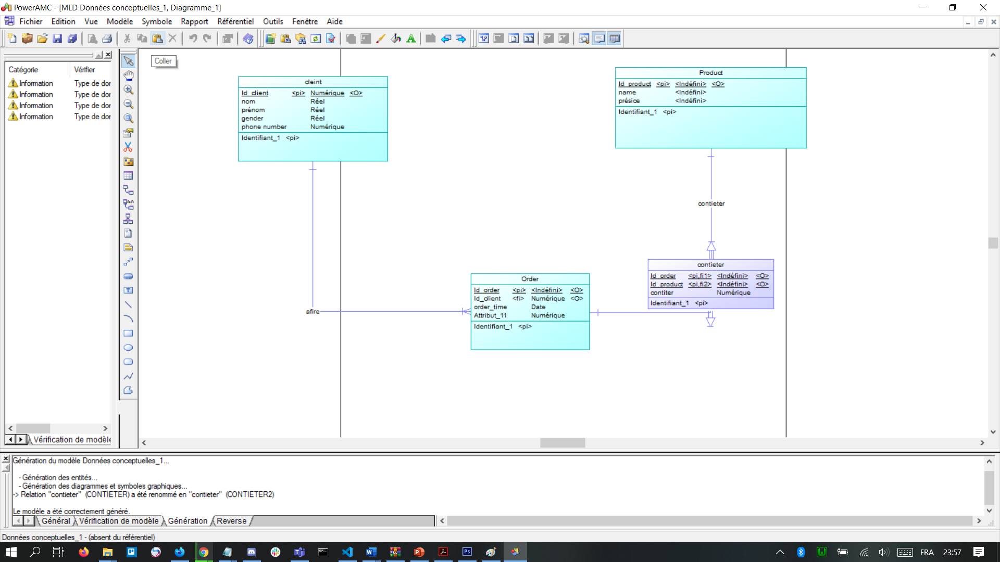 PowerAMC - [MLD Données conceptuelles_1, Diagramme_1]
Fichier Edition Vue Modèle Symbole Rapport Référentiel Outils Fenêtre Aide
Catégorie Vérifier
Information Type de dor
Information Type de dor
Information Type de dor
Information Type de dor
Vérification de modèle
Coller
cleint
Id_client <pi> Numérique <O>
nom Réel
prénom Réel
gender Réel
phone number Numérique
Identifiant_1 <pi>
Product
Id_product <pi> <Indéfini> <O>
name <Indéfini>
présice <Indéfini>
Identifiant_1 <pi>
contieter
contieter
Id_order <pi,fi1> <Indéfini> <O>
Id_product <pi,fi2> <Indéfini> <O>
contiter Numérique
Identifiant_1 <pi>
Order
Id_order <pi> <Indéfini> <O>
Id_client <fi> Numérique <O>
order_time Date
Attribut_11 Numérique
Identifiant_1 <pi>
afire
Génération du modèle Données conceptuelles_1...
- Génération des entités...
- Génération des diagrammes et symboles graphiques...
-> Relation "contieter" (CONTIETER) a été renommé en "contieter" (CONTIETER2)
Le modèle a été correctement généré.
Général Vérification de modèle Génération Reverse
Données conceptuelles_1 - (absent du référentiel)
FRA 23:57